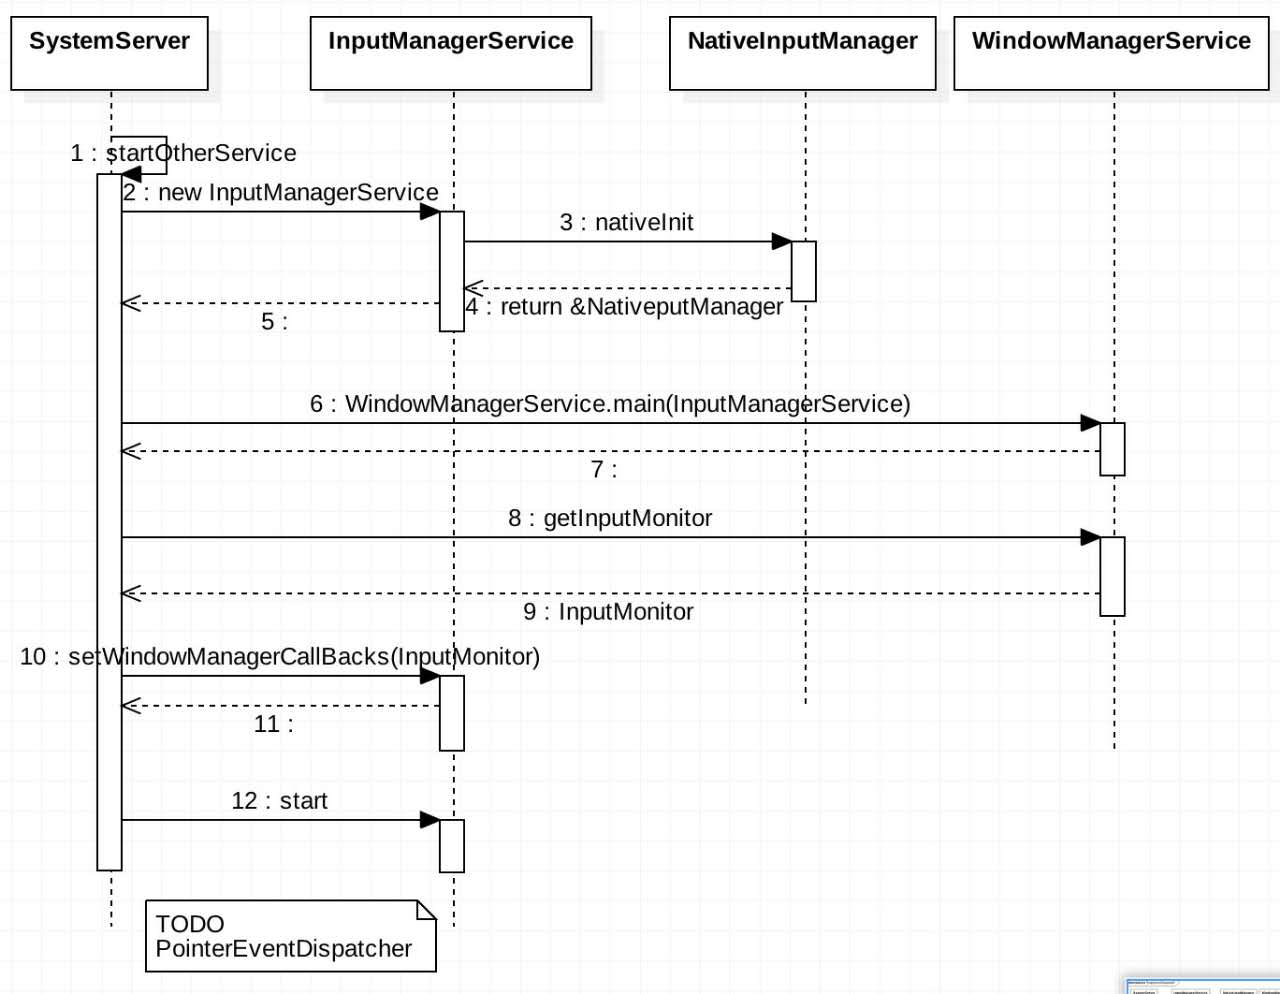 SystemServer
InputManagerService
NativeInputManager
WindowManagerService
1 : startOtherService
2 : new InputManagerService
3 : nativeInit
4 : return &NativeputManager
5 :
6 : WindowManagerService.main(InputManagerService)
7 :
8 : getInputMonitor
9 : InputMonitor
10 : setWindowManagerCallBacks(InputMonitor)
11 :
12 : start
TODO
PointerEventDispatcher